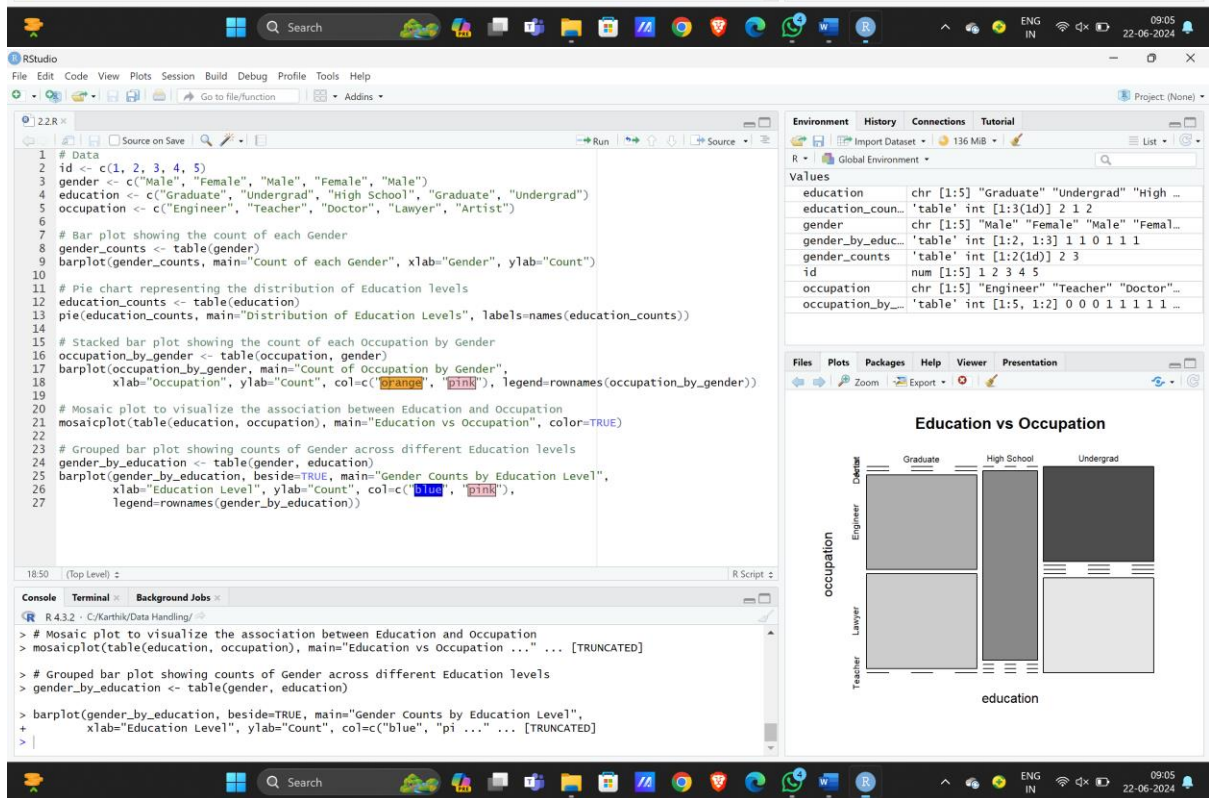 Search
ENG
IN
09:05
22-06-2024
RStudio
File Edit Code View Plots Session Build Debug Profile Tools Help
Go to file/function
Addins
Project: (None)
2.2.R
Source on Save
Run
Source
1 # Data
2 id <- c(1, 2, 3, 4, 5)
3 gender <- c("Male", "Female", "Male", "Female", "Male")
4 education <- c("Graduate", "Undergrad", "High School", "Graduate", "Undergrad")
5 occupation <- c("Engineer", "Teacher", "Doctor", "Lawyer", "Artist")
6
7 # Bar plot showing the count of each Gender
8 gender_counts <- table(gender)
9 barplot(gender_counts, main="Count of each Gender", xlab="Gender", ylab="Count")
10
11 # Pie chart representing the distribution of Education levels
12 education_counts <- table(education)
13 pie(education_counts, main="Distribution of Education Levels", labels=names(education_counts))
14
15 # Stacked bar plot showing the count of each Occupation by Gender
16 occupation_by_gender <- table(occupation, gender)
17 barplot(occupation_by_gender, main="Count of Occupation by Gender",
18 xlab="Occupation", ylab="Count", col=c("orange", "pink"), legend=rownames(occupation_by_gender))
19
20 # Mosaic plot to visualize the association between Education and Occupation
21 mosaicplot(table(education, occupation), main="Education vs Occupation", color=TRUE)
22
23 # Grouped bar plot showing counts of Gender across different Education levels
24 gender_by_education <- table(gender, education)
25 barplot(gender_by_education, beside=TRUE, main="Gender Counts by Education Level",
26 xlab="Education Level", ylab="Count", col=c("blue", "pink"),
27 legend=rownames(gender_by_education))
18:50 (Top Level)
R Script
Console Terminal Background Jobs
R 4.3.2 · C:/Karthik/Data Handling/
> # Mosaic plot to visualize the association between Education and Occupation
> mosaicplot(table(education, occupation), main="Education vs Occupation ..." ... [TRUNCATED]
> # Grouped bar plot showing counts of Gender across different Education levels
> gender_by_education <- table(gender, education)
> barplot(gender_by_education, beside=TRUE, main="Gender Counts by Education Level",
+ xlab="Education Level", ylab="Count", col=c("blue", "pi ..." ... [TRUNCATED]
>
Environment History Connections Tutorial
Import Dataset
136 MiB
List
R
Global Environment
Values
education chr [1:5] "Graduate" "Undergrad" "High …
education_coun… 'table' int [1:3(1d)] 2 1 2
gender chr [1:5] "Male" "Female" "Male" "Femal…
gender_by_educ… 'table' int [1:2, 1:3] 1 1 0 1 1 1
gender_counts 'table' int [1:2(1d)] 2 3
id num [1:5] 1 2 3 4 5
occupation chr [1:5] "Engineer" "Teacher" "Doctor"…
occupation_by_… 'table' int [1:5, 1:2] 0 0 0 1 1 1 1 1 …
Files Plots Packages Help Viewer Presentation
Zoom Export
Education vs Occupation
Graduate High School Undergrad
Engineer
Lawyer
Teacher
occupation
education
Search
ENG
IN
09:05
22-06-2024